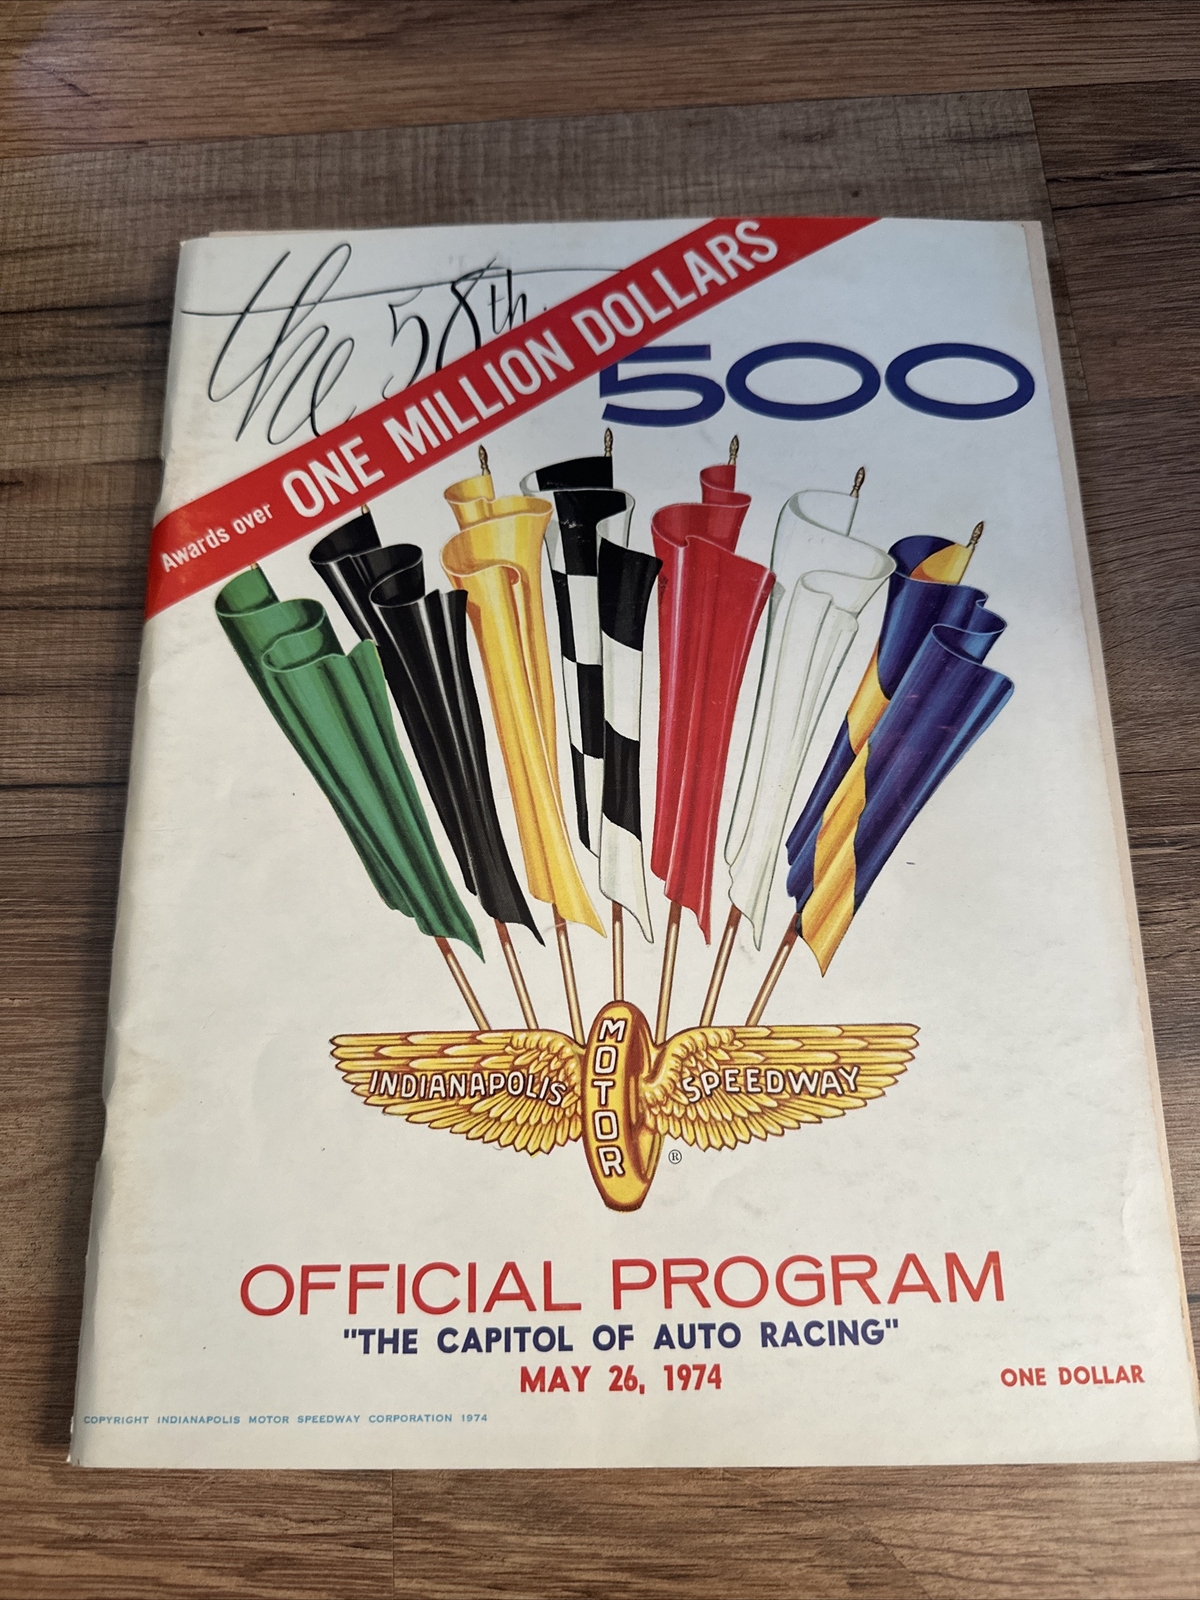 the 58th
500
Awards over ONE MILLION DOLLARS
INDIANAPOLIS MOTOR SPEEDWAY
®
OFFICIAL PROGRAM
"THE CAPITOL OF AUTO RACING"
MAY 26, 1974
ONE DOLLAR
COPYRIGHT INDIANAPOLIS MOTOR SPEEDWAY CORPORATION 1974